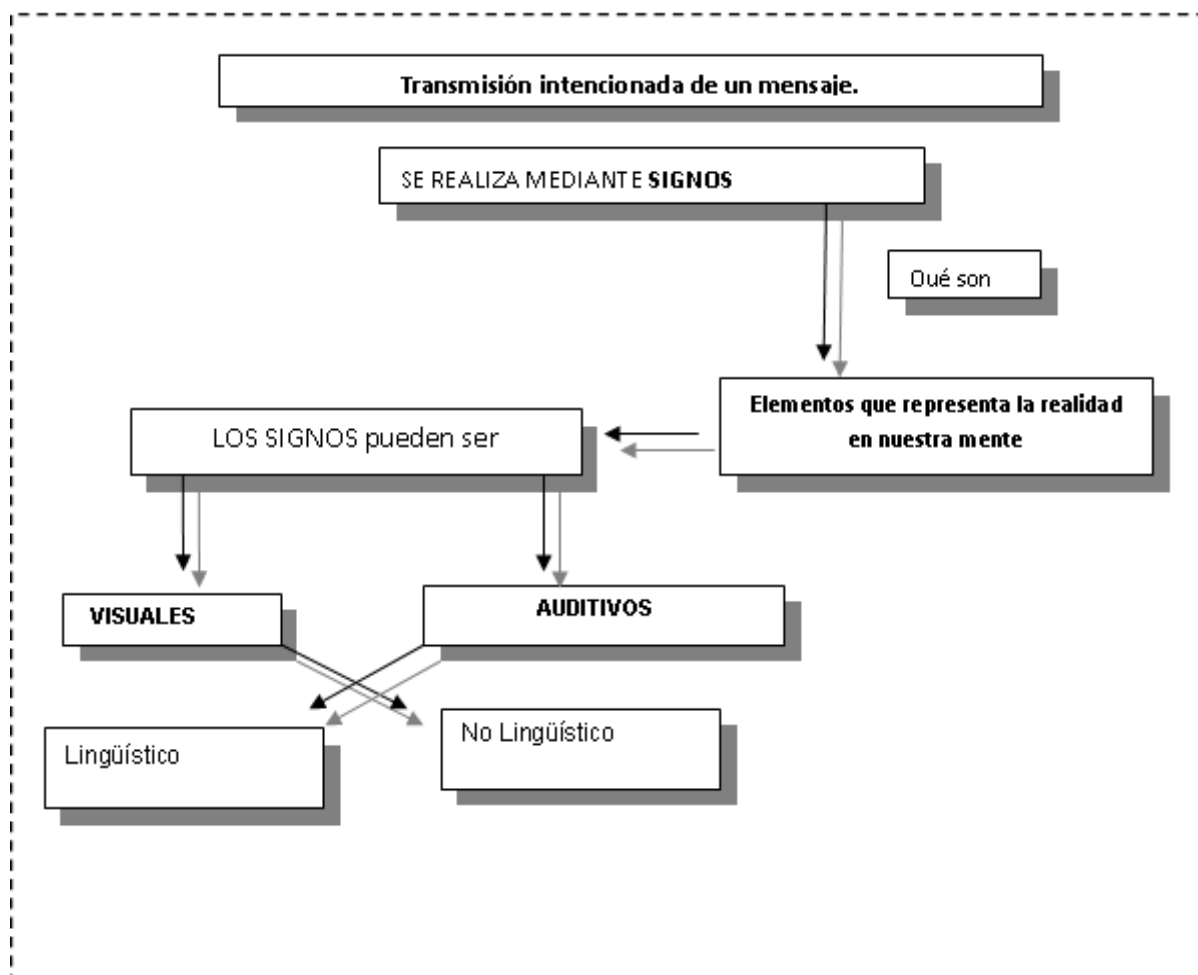 Transmisión intencionada de un mensaje.
SE REALIZA MEDIANTE SIGNOS
Qué son
Elementos que representa la realidad
en nuestra mente
LOS SIGNOS pueden ser
VISUALES
AUDITIVOS
Lingüístico
No Lingüístico